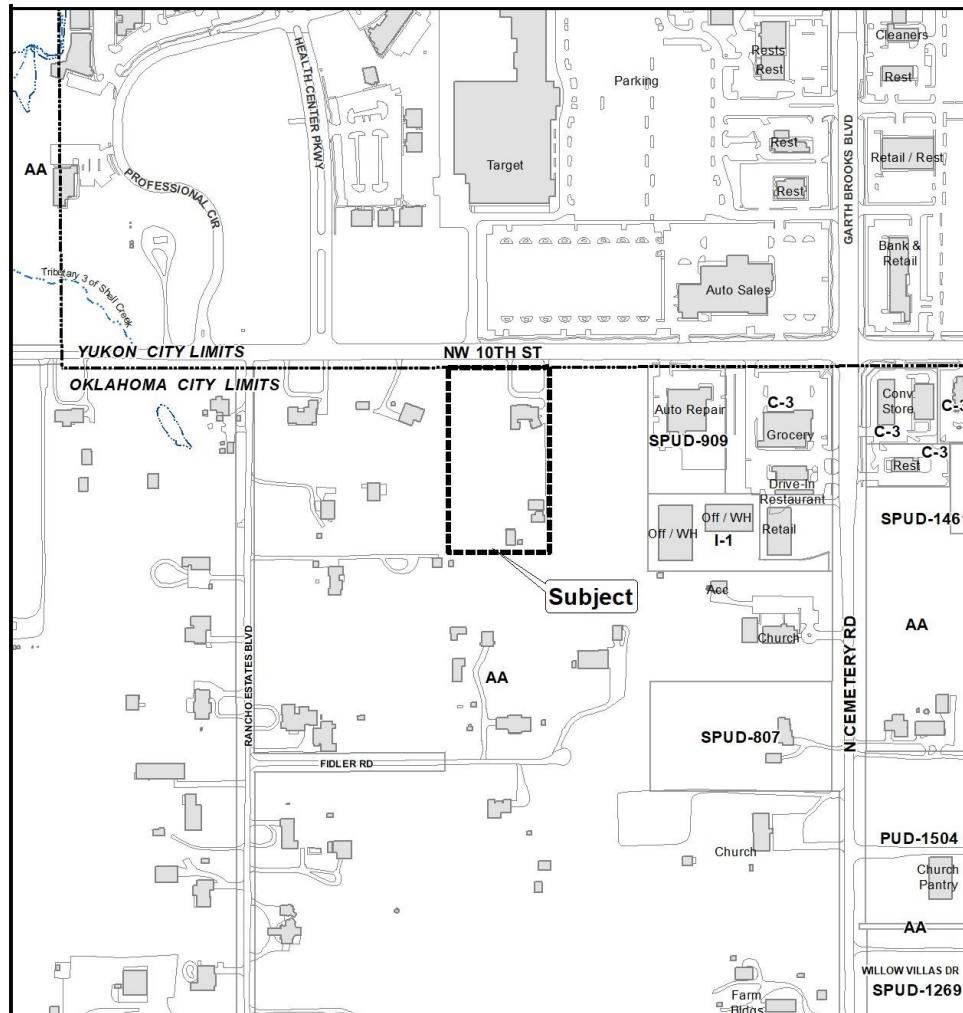 Cleaners
Rests
Rest
Rest
Parking
HEALTH CENTER PKWY
GARTH BROOKS BLVD
Rest
Retail / Rest
Target
AA
PROFESSIONAL CIR
Rest
Bank &
Retail
Tributary 3 of Shell Creek
Auto Sales
YUKON CITY LIMITS
NW 10TH ST
OKLAHOMA CITY LIMITS
Auto Repair
SPUD-909
C-3
Grocery
Conv.
Store
C-3
C-3
C-3
Rest
Drive-In
Restaurant
Off / WH
Off / WH
I-1
Retail
SPUD-1461
Subject
Acc
Church
AA
RANCHO ESTATES BLVD
AA
N CEMETERY RD
SPUD-807
FIDLER RD
Church
PUD-1504
Church
Pantry
AA
WILLOW VILLAS DR
SPUD-1269
Farm
Bldgs